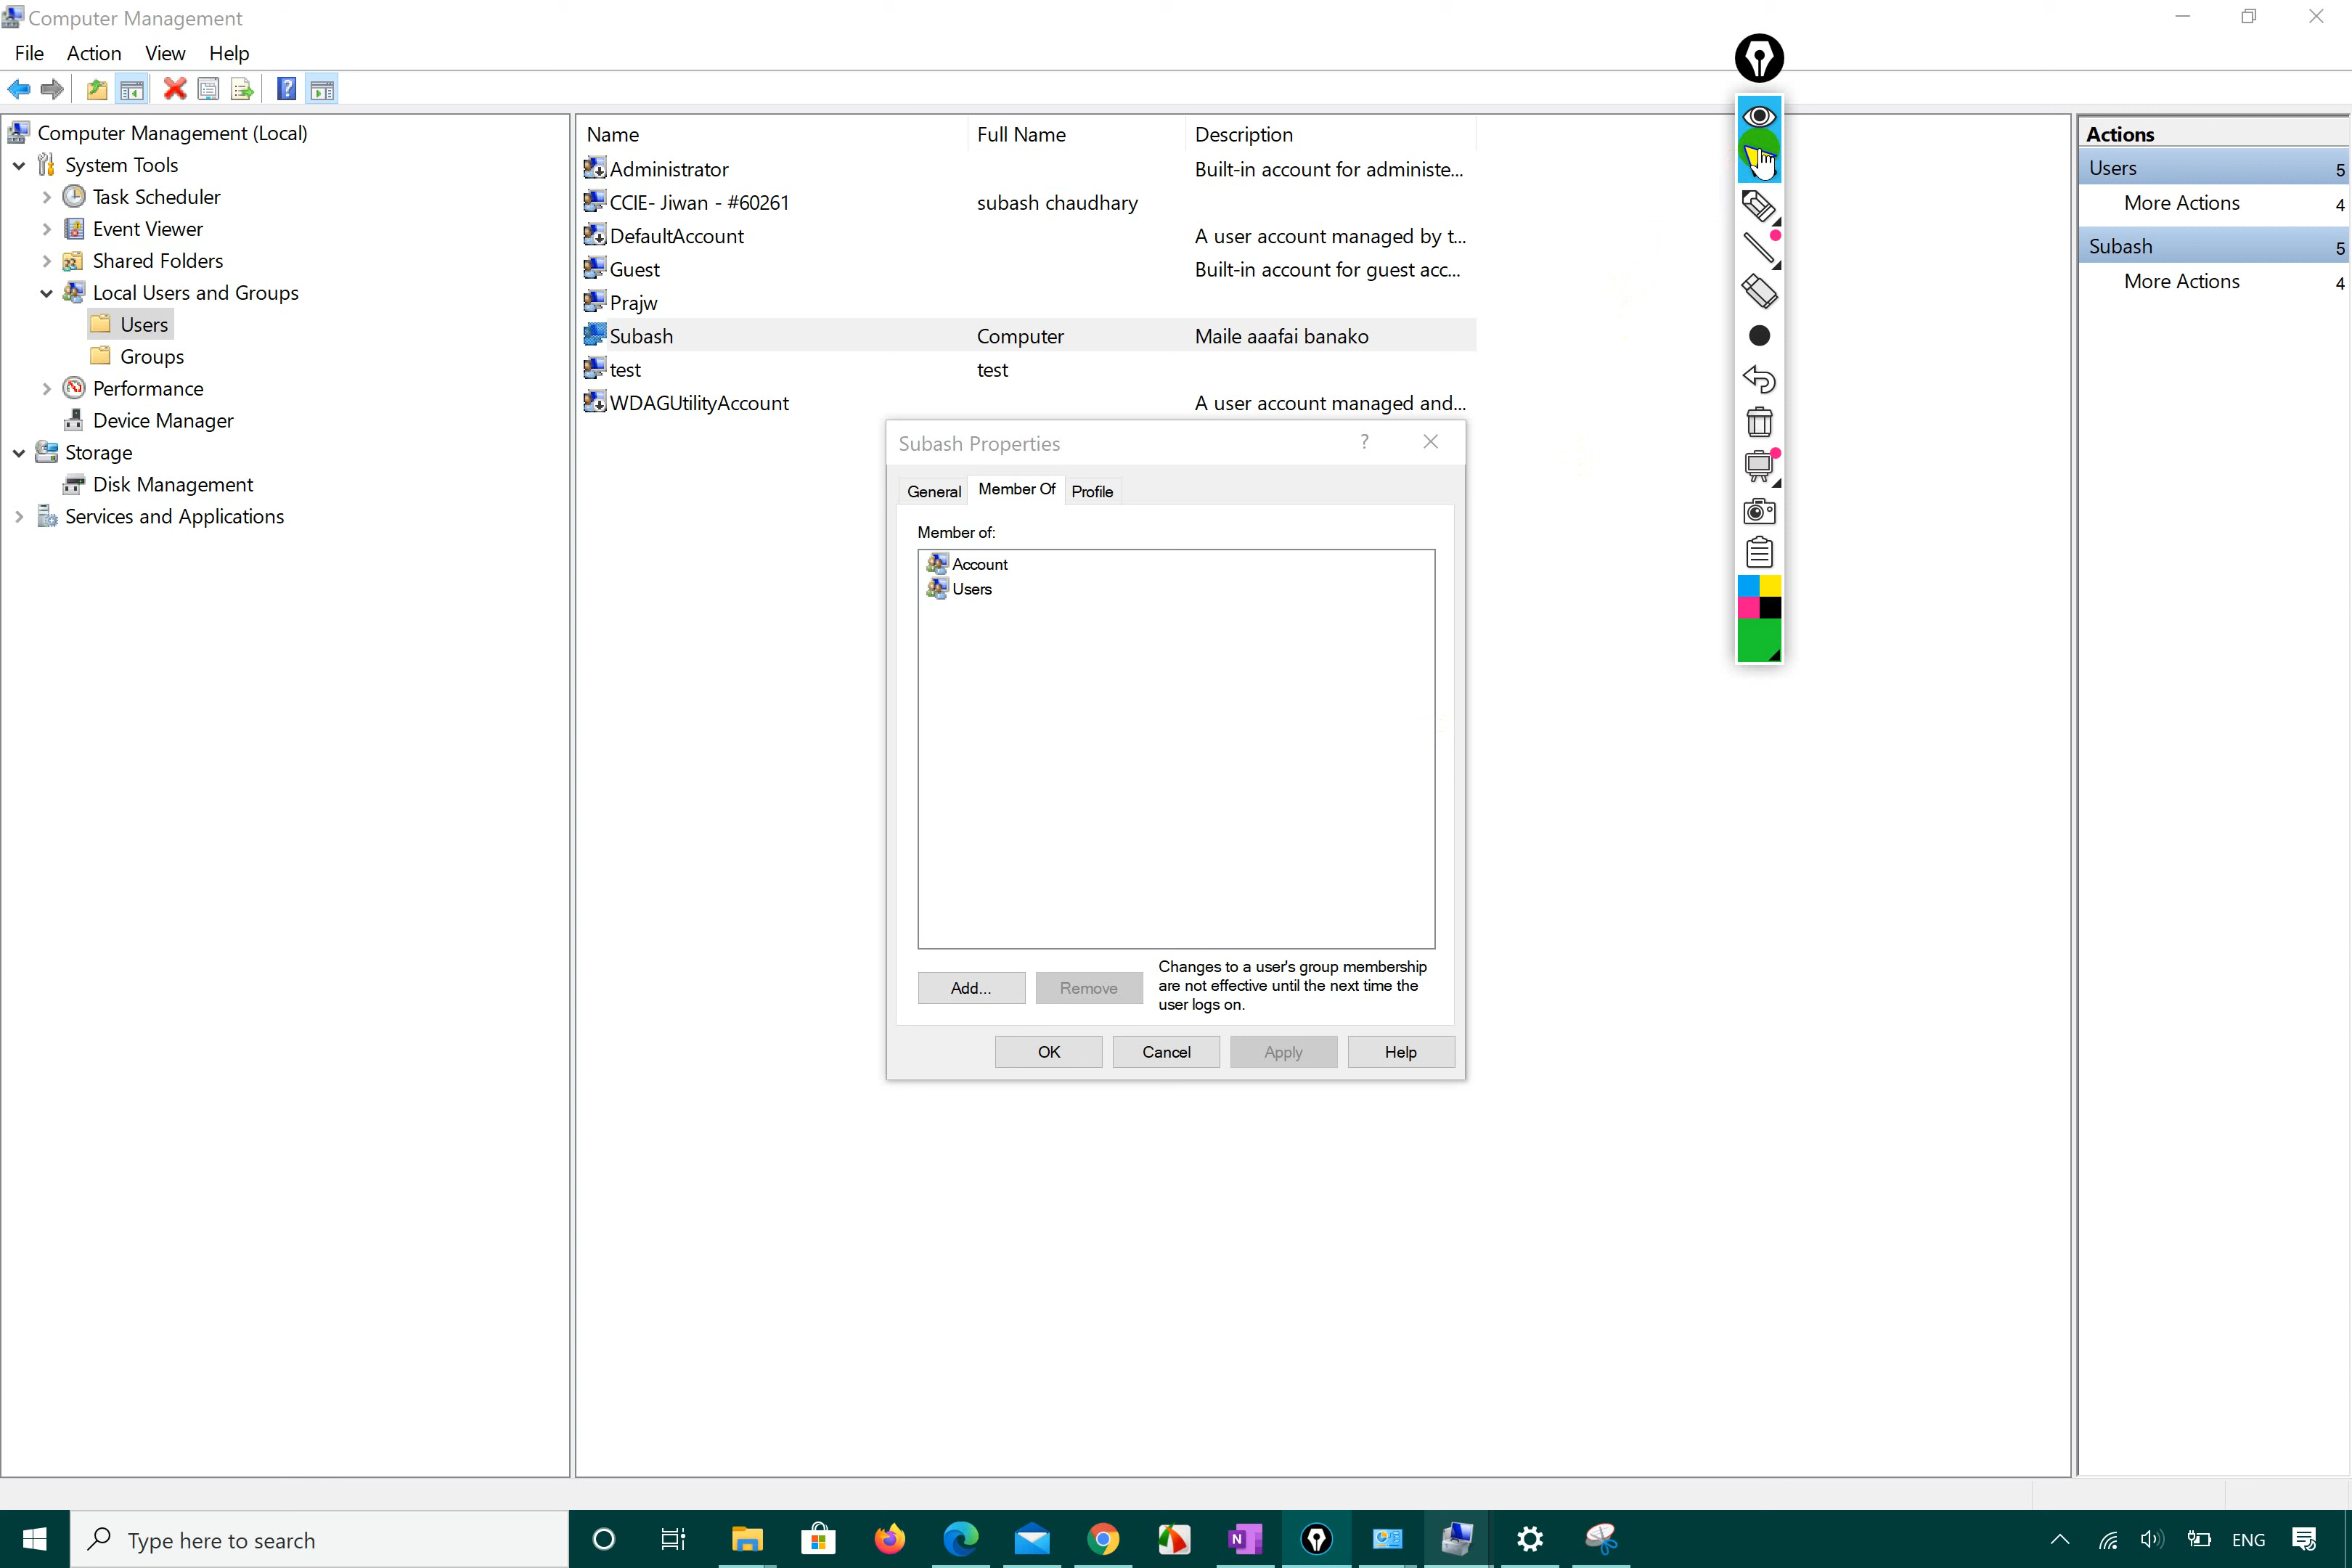 Computer Management
File Action View Help
Computer Management (Local)
System Tools
Task Scheduler
Event Viewer
Shared Folders
Local Users and Groups
Users
Groups
Performance
Device Manager
Storage
Disk Management
Services and Applications
Name Full Name Description
Administrator Built-in account for administe...
CCIE- Jiwan - #60261 subash chaudhary
DefaultAccount A user account managed by t...
Guest Built-in account for guest acc...
Prajw
Subash Computer Maile aaafai banako
test test
WDAGUtilityAccount A user account managed and...
Subash Properties
General Member Of Profile
Member of:
Account
Users
Add... Remove
Changes to a user's group membership
are not effective until the next time the
user logs on.
OK Cancel Apply Help
Actions
Users 5
More Actions 4
Subash 5
More Actions 4
Type here to search
ENG